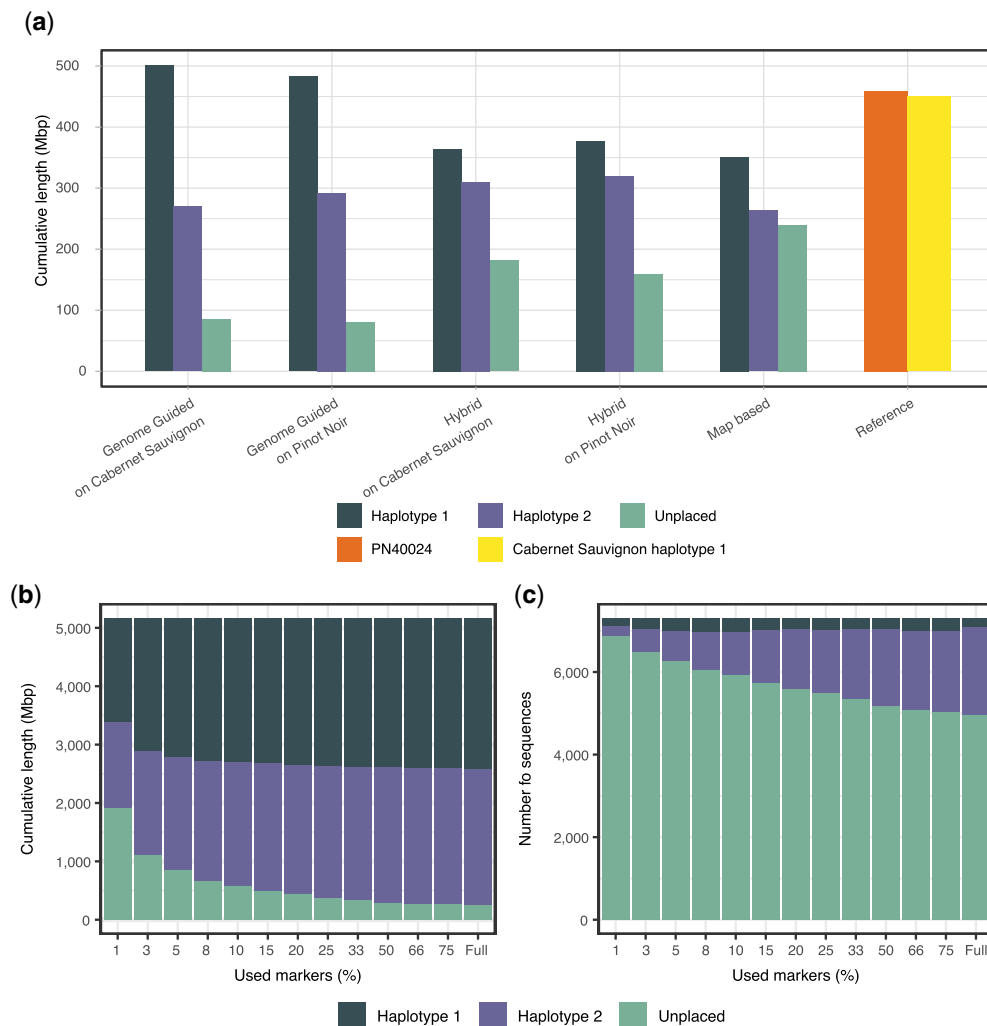 (a)
Cumulative length (Mbp)
500
400
300
200
100
0
Genome Guided
on Cabernet Sauvignon
Genome Guided
on Pinot Noir
Hybrid
on Cabernet Sauvignon
Hybrid
on Pinot Noir
Map based
Reference
Haplotype 1
Haplotype 2
Unplaced
PN40024
Cabernet Sauvignon haplotype 1
(b)
Cumulative length (Mbp)
5,000
4,000
3,000
2,000
1,000
0
1 3 5 8 10 15 20 25 33 50 66 75 Full
Used markers (%)
(c)
Number fo sequences
6,000
4,000
2,000
0
1 3 5 8 10 15 20 25 33 50 66 75 Full
Used markers (%)
Haplotype 1 Haplotype 2 Unplaced